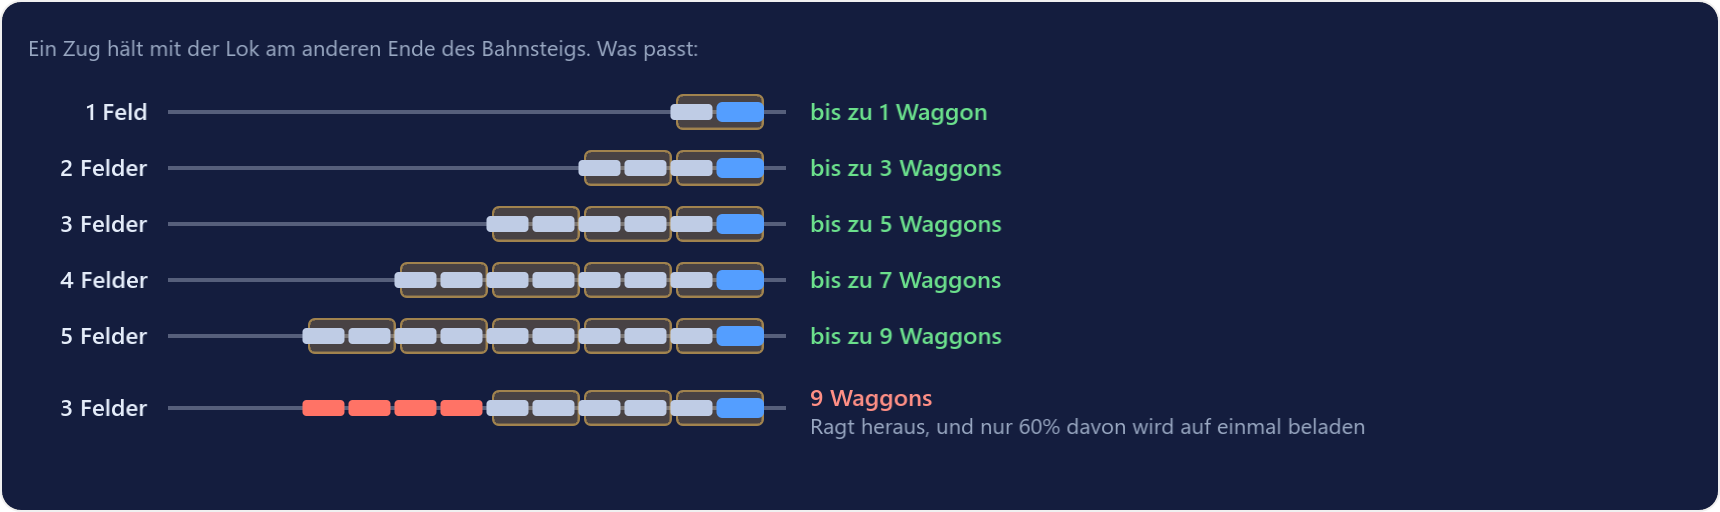 Ein Zug hält mit der Lok am anderen Ende des Bahnsteigs. Was passt:
1 Feld bis zu 1 Waggon
2 Felder bis zu 3 Waggons
3 Felder bis zu 5 Waggons
4 Felder bis zu 7 Waggons
5 Felder bis zu 9 Waggons
3 Felder 9 Waggons
Ragt heraus, und nur 60% davon wird auf einmal beladen